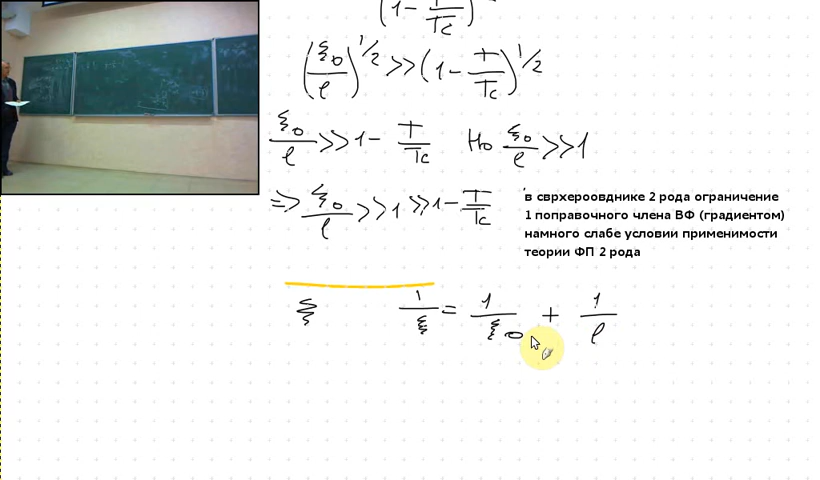 (1 - T/Tc)
(ξ₀/ℓ)^1/2 >> (1 - T/Tc)^1/2
ξ₀/ℓ >> 1 - T/Tc Но ξ₀/ℓ >> 1
=> ξ₀/ℓ >> 1 >> 1 - T/Tc
в сврхероовднике 2 рода ограничение
1 поправочного члена ВФ (градиентом)
намного слабе условии применимости
теории ФП 2 рода
ξ 1/ξ = 1/ξ₀ + 1/ℓ